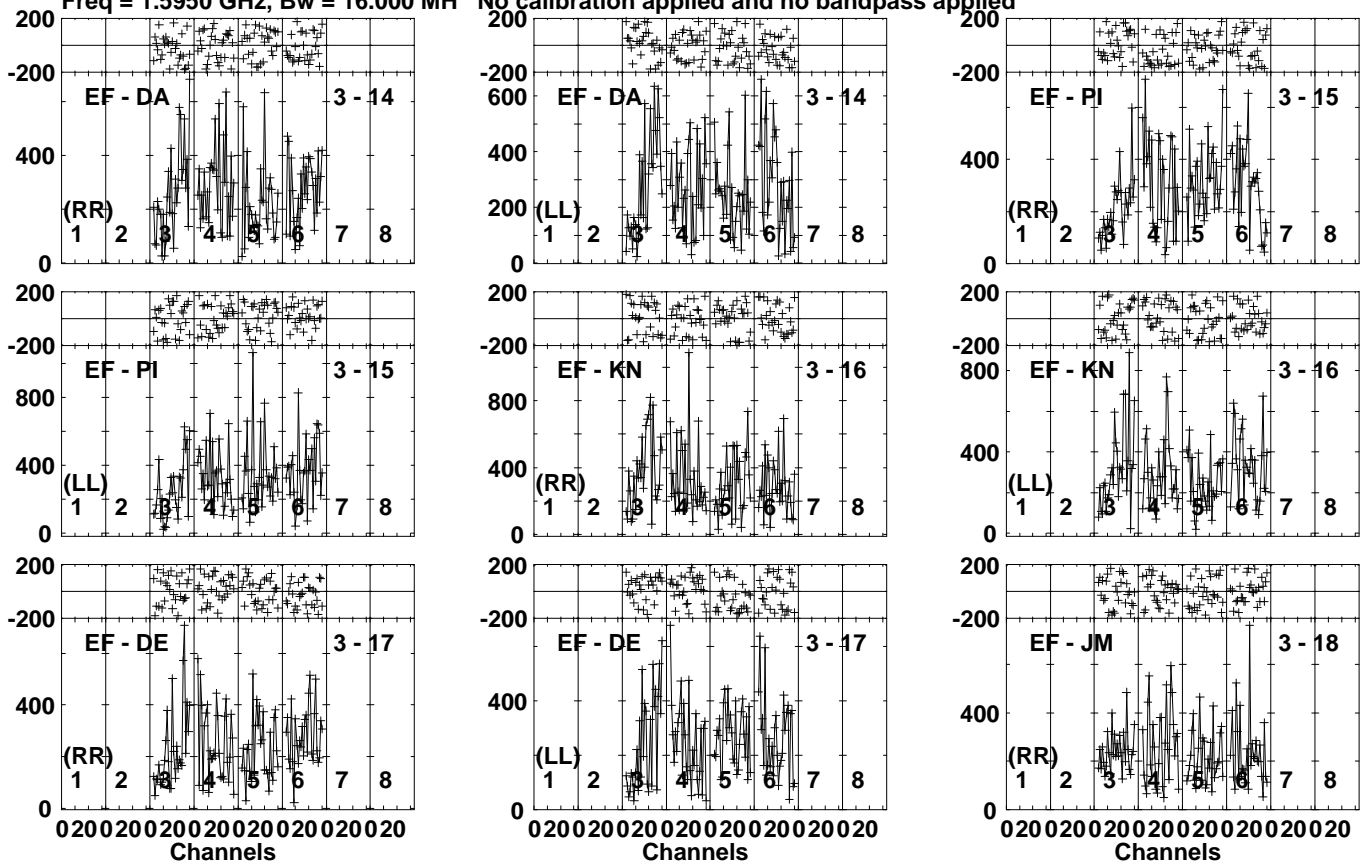 Freq = 1.5950 GHz, Bw = 16.000 MH No calibration applied and no bandpass applied
200 200 200
-200 -200 -200
EF - DA 3 - 14 600 EF - DA 3 - 14 EF - PI 3 - 15
400 400 400
(RR) 200 (LL) (RR)
1 2 3 4 5 6 7 8 1 2 3 4 5 6 7 8 1 2 3 4 5 6 7 8
0 0 0
200 200 200
-200 -200 -200
EF - PI 3 - 15 EF - KN 3 - 16 800 EF - KN 3 - 16
800 800
400 400 400
(LL) (RR) (LL)
1 2 3 4 5 6 7 8 1 2 3 4 5 6 7 8 1 2 3 4 5 6 7 8
0 0 0
200 200 200
-200 -200 -200
EF - DE 3 - 17 EF - DE 3 - 17 EF - JM 3 - 18
400 400 400
(RR) (LL) (RR)
1 2 3 4 5 6 7 8 1 2 3 4 5 6 7 8 1 2 3 4 5 6 7 8
0 0 0
0 20 0 20 0 20 0 20 0 20 0 20 0 20 0 20 0 20 0 20 0 20 0 20 0 20 0 20 0 20 0 20 0 20 0 20 0 20 0 20 0 20 0 20 0 20 0 20
Channels Channels Channels